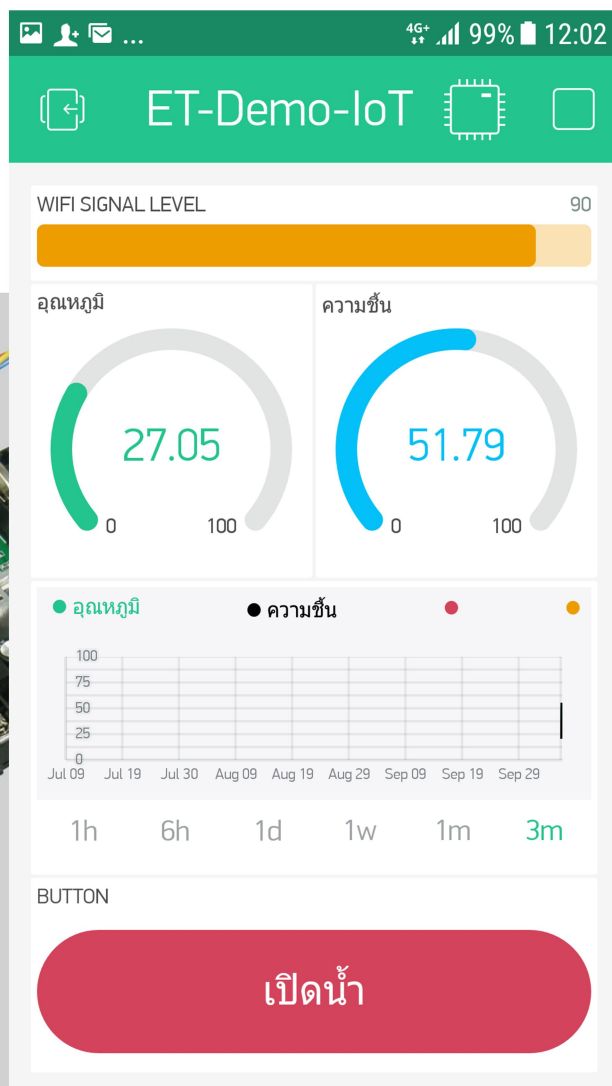 ... 4G+ 99% 12:02
ET-Demo-IoT
WIFI SIGNAL LEVEL 90
อุณหภูมิ ความชื้น
27.05 51.79
0 100 0 100
อุณหภูมิ ความชื้น
100
75
50
25
0
Jul 09 Jul 19 Jul 30 Aug 09 Aug 19 Aug 29 Sep 09 Sep 19 Sep 29
1h 6h 1d 1w 1m 3m
BUTTON
เปิดน้ำ